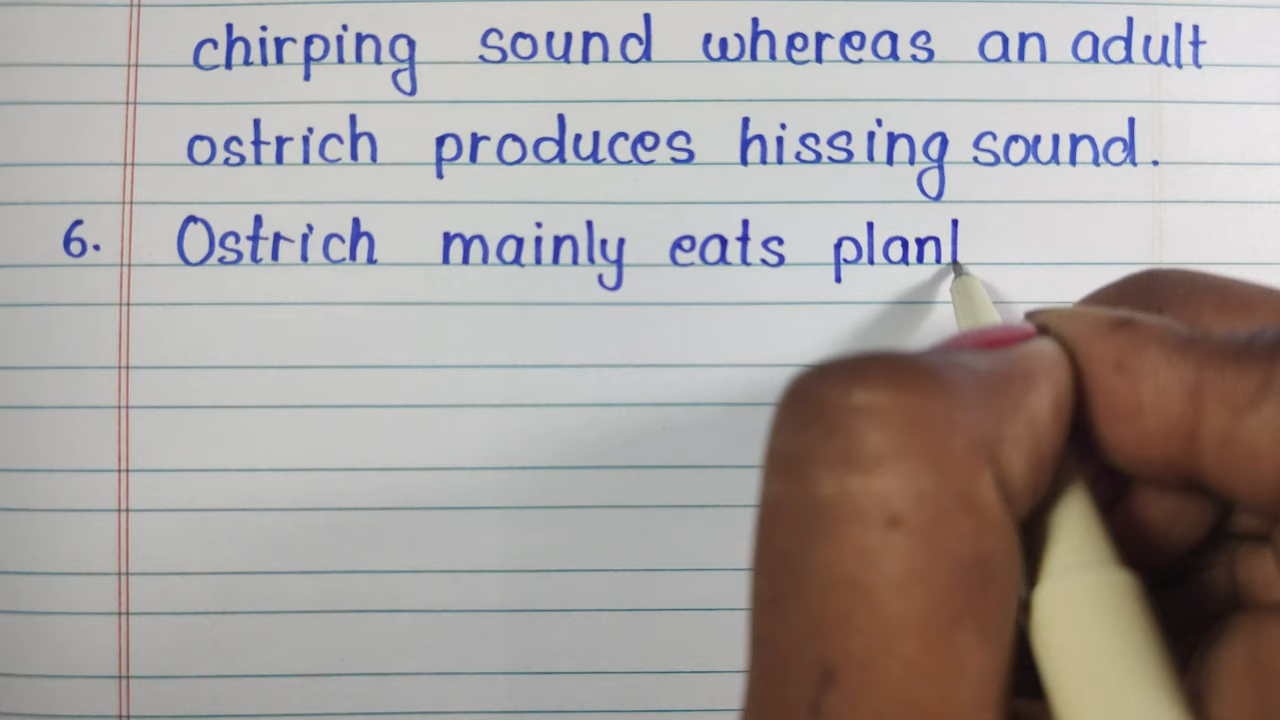 chirping sound whereas an adult
ostrich produces hissing sound.
6. Ostrich mainly eats plan